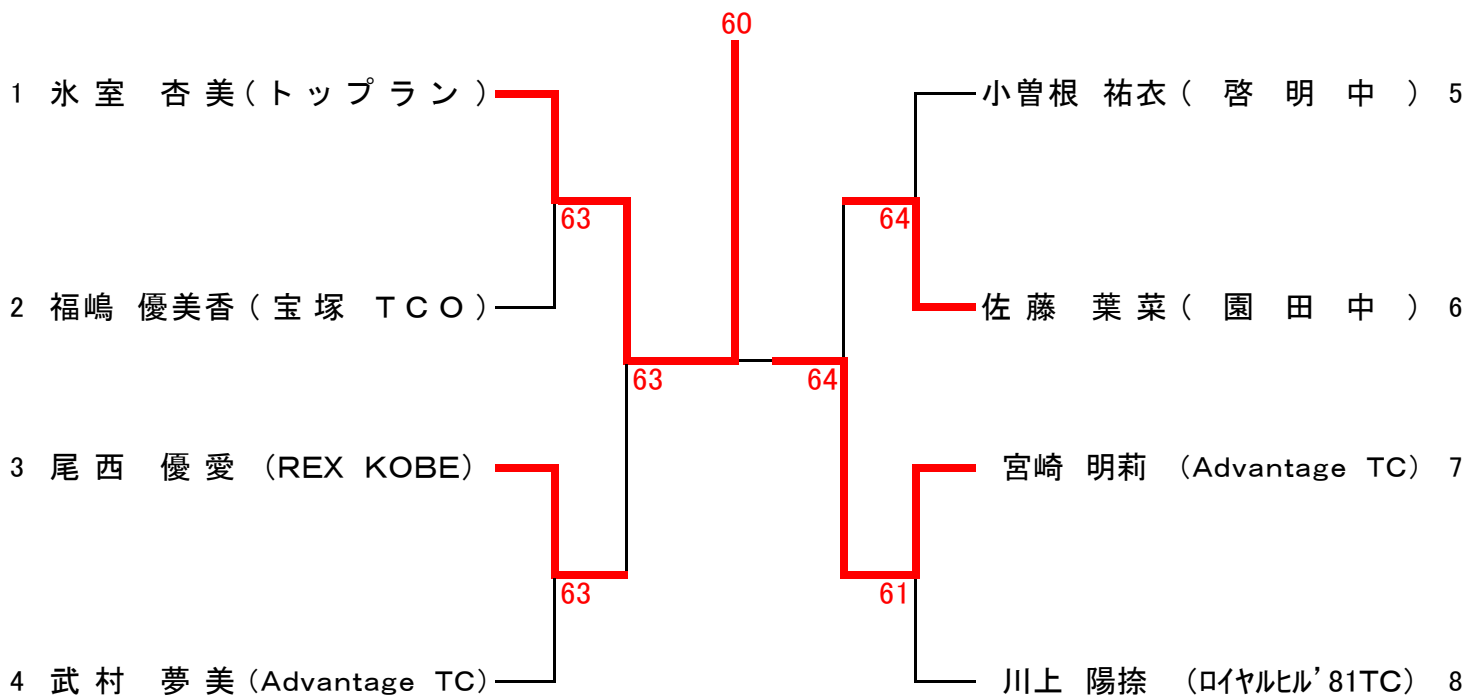 60
1 氷室 杏美(トップラン)
小曽根 祐衣(啓明中) 5
63
64
2 福嶋 優美香(宝塚 TCO)
佐藤 葉菜(園田中) 6
63
64
3 尾西 優愛 (REX KOBE)
宮崎 明莉 (Advantage TC) 7
63
61
4 武村 夢美(Advantage TC)
川上 陽捺 (ロイヤルヒル'81TC) 8